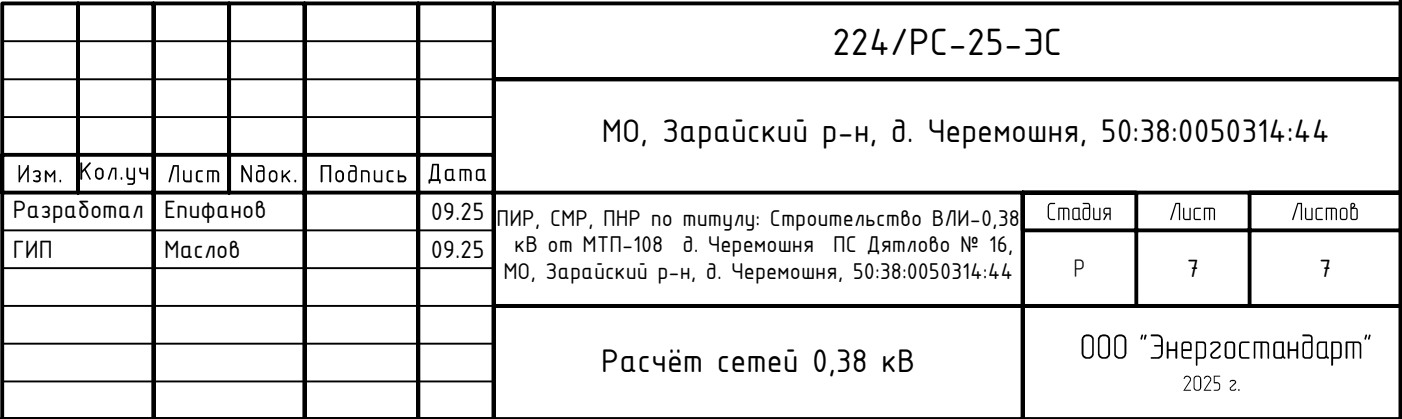 224/РС-25-ЭС
МО, Зарайский р-н, д. Черемошня, 50:38:0050314:44
Изм. Кол.уч Лист Nдок. Подпись Дата
Разработал Епифанов 09.25
ГИП Маслов 09.25
ПИР, СМР, ПНР по титулу: Строительство ВЛИ-0,38
кВ от МТП-108 д. Черемошня ПС Дятлово № 16,
МО, Зарайский р-н, д. Черемошня, 50:38:0050314:44
Стадия Лист Листов
Р 7 7
Расчёт сетей 0,38 кВ
ООО "Энергостандарт"
2025 г.